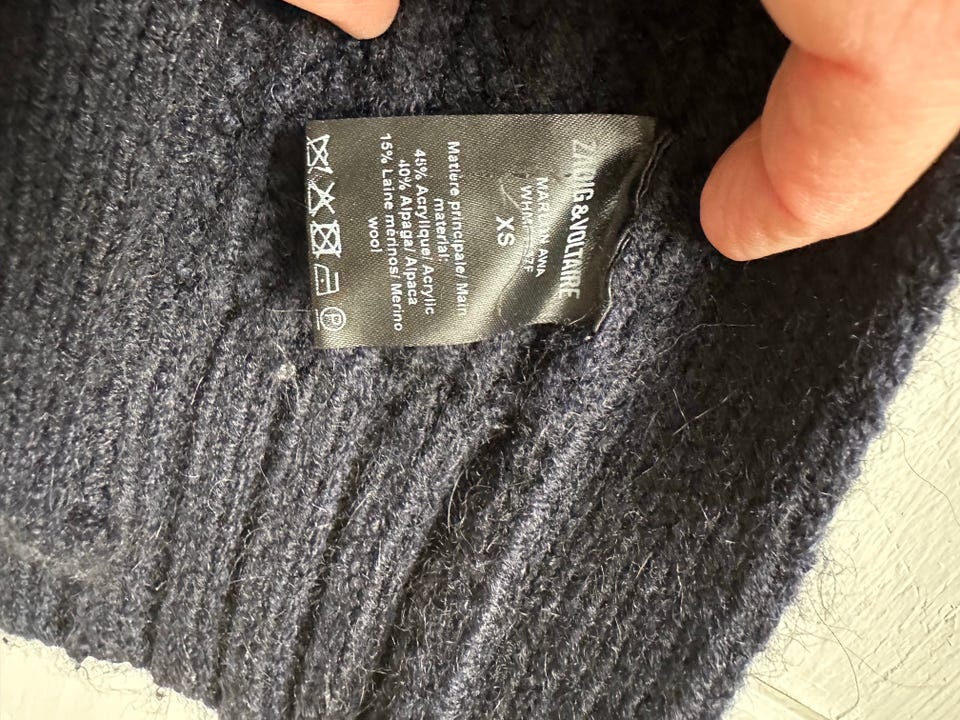 ZADIG&VOLTAIRE
XS
Matière principale/ Main
material:
45% Acrylique/ Acrylic
40% Alpaga/ Alpaca
15% Laine mérinos/ Merino
wool
P